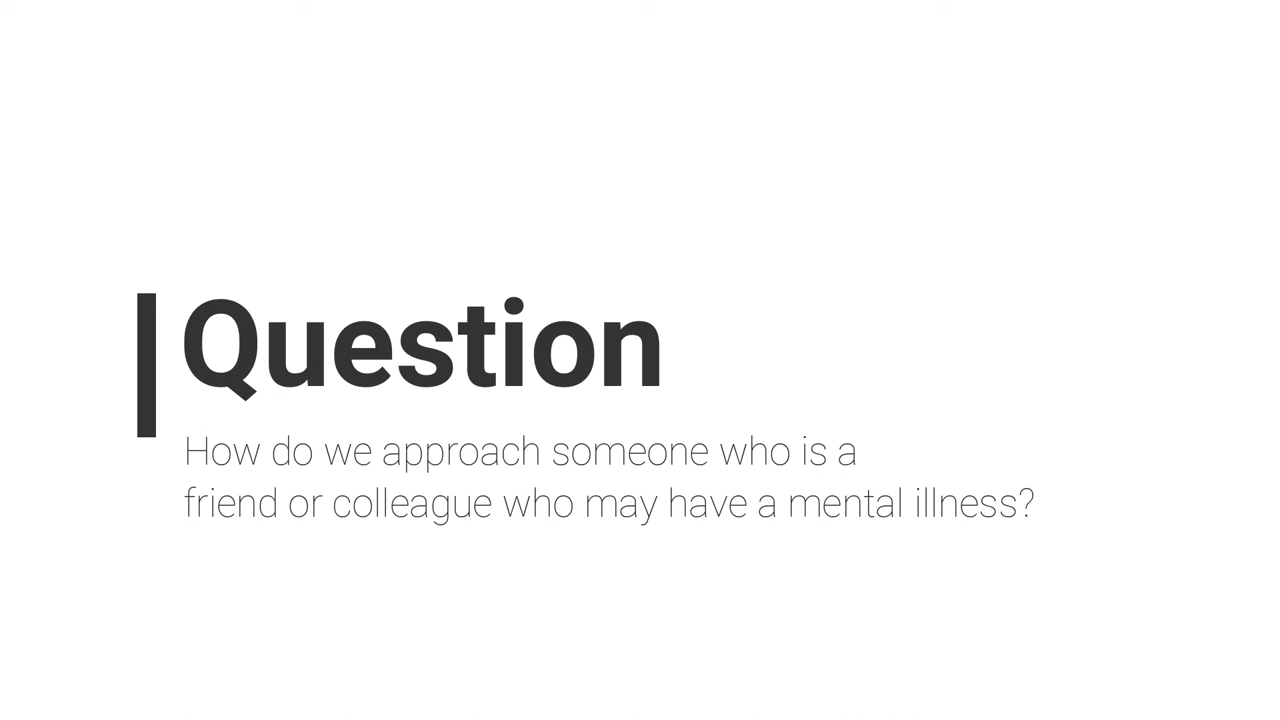 Question
How do we approach someone who is a
friend or colleague who may have a mental illness?